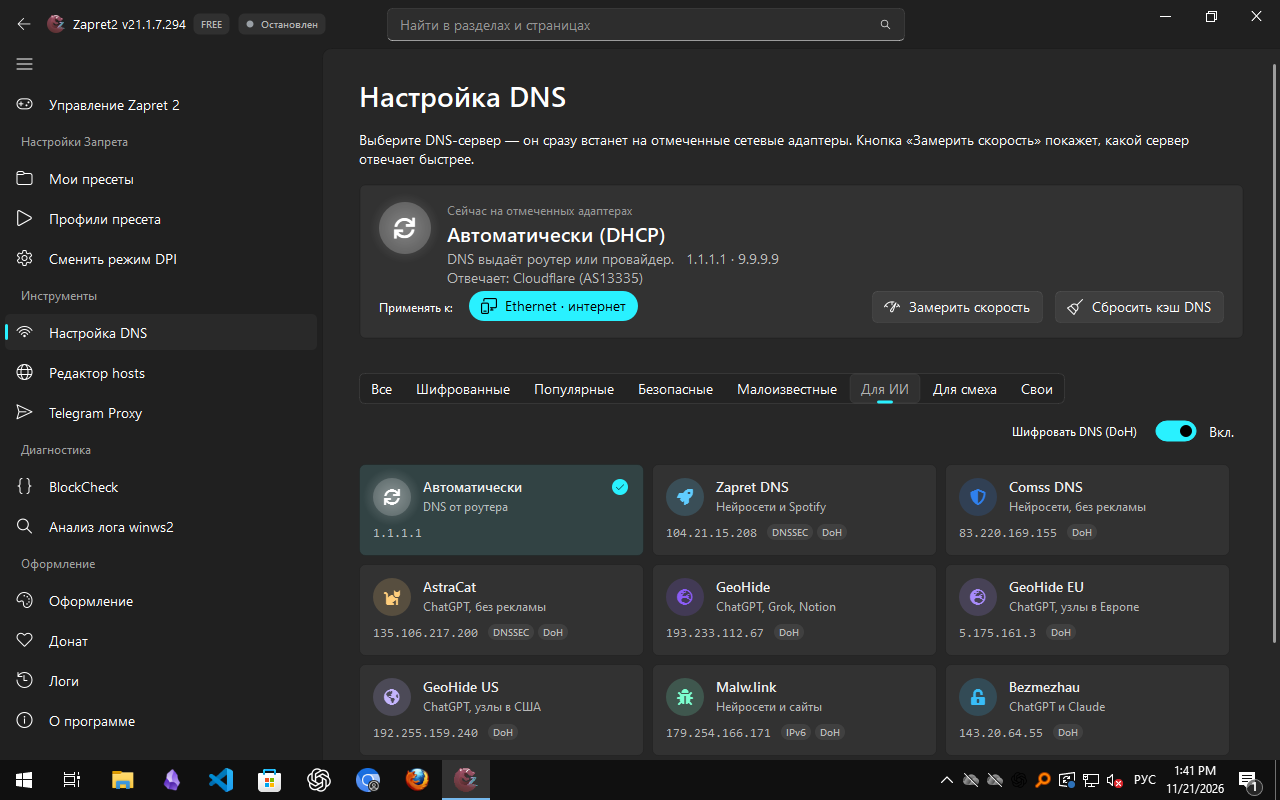 Zapret2 v21.1.7.294 FREE Остановлен
Найти в разделах и страницах
Управление Zapret 2
Настройки Запрета
Мои пресеты
Профили пресета
Сменить режим DPI
Инструменты
Настройка DNS
Редактор hosts
Telegram Proxy
Диагностика
BlockCheck
Анализ лога winws2
Оформление
Оформление
Донат
Логи
О программе
Настройка DNS
Выберите DNS-сервер — он сразу встанет на отмеченные сетевые адаптеры. Кнопка «Замерить скорость» покажет, какой сервер
отвечает быстрее.
Сейчас на отмеченных адаптерах
Автоматически (DHCP)
DNS выдаёт роутер или провайдер. 1.1.1.1 · 9.9.9.9
Отвечает: Cloudflare (AS13335)
Применять к: Ethernet · интернет Замерить скорость Сбросить кэш DNS
Все Шифрованные Популярные Безопасные Малоизвестные Для ИИ Для смеха Свои
Шифровать DNS (DoH) Вкл.
Автоматически
DNS от роутера
1.1.1.1
Zapret DNS
Нейросети и Spotify
104.21.15.208 DNSSEC DoH
Comss DNS
Нейросети, без рекламы
83.220.169.155 DoH
AstraCat
ChatGPT, без рекламы
135.106.217.200 DNSSEC DoH
GeoHide
ChatGPT, Grok, Notion
193.233.112.67 DoH
GeoHide EU
ChatGPT, узлы в Европе
5.175.161.3 DoH
GeoHide US
ChatGPT, узлы в США
192.255.159.240 DoH
Malw.link
Нейросети и сайты
179.254.166.171 IPv6 DoH
Bezmezhau
ChatGPT и Claude
143.20.64.55 DoH
РУС
1:41 PM
11/21/2026
1